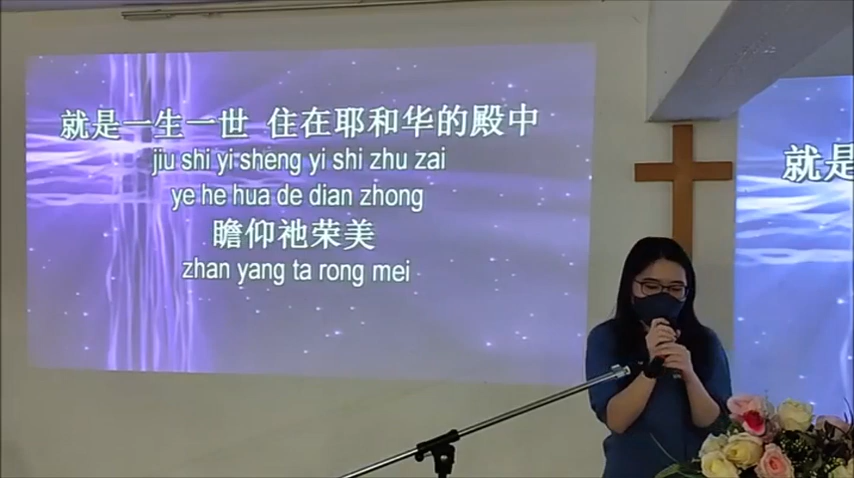 就是一生一世 住在耶和华的殿中
jiu shi yi sheng yi shi zhu zai
ye he hua de dian zhong
瞻仰祂荣美
zhan yang ta rong mei
就是